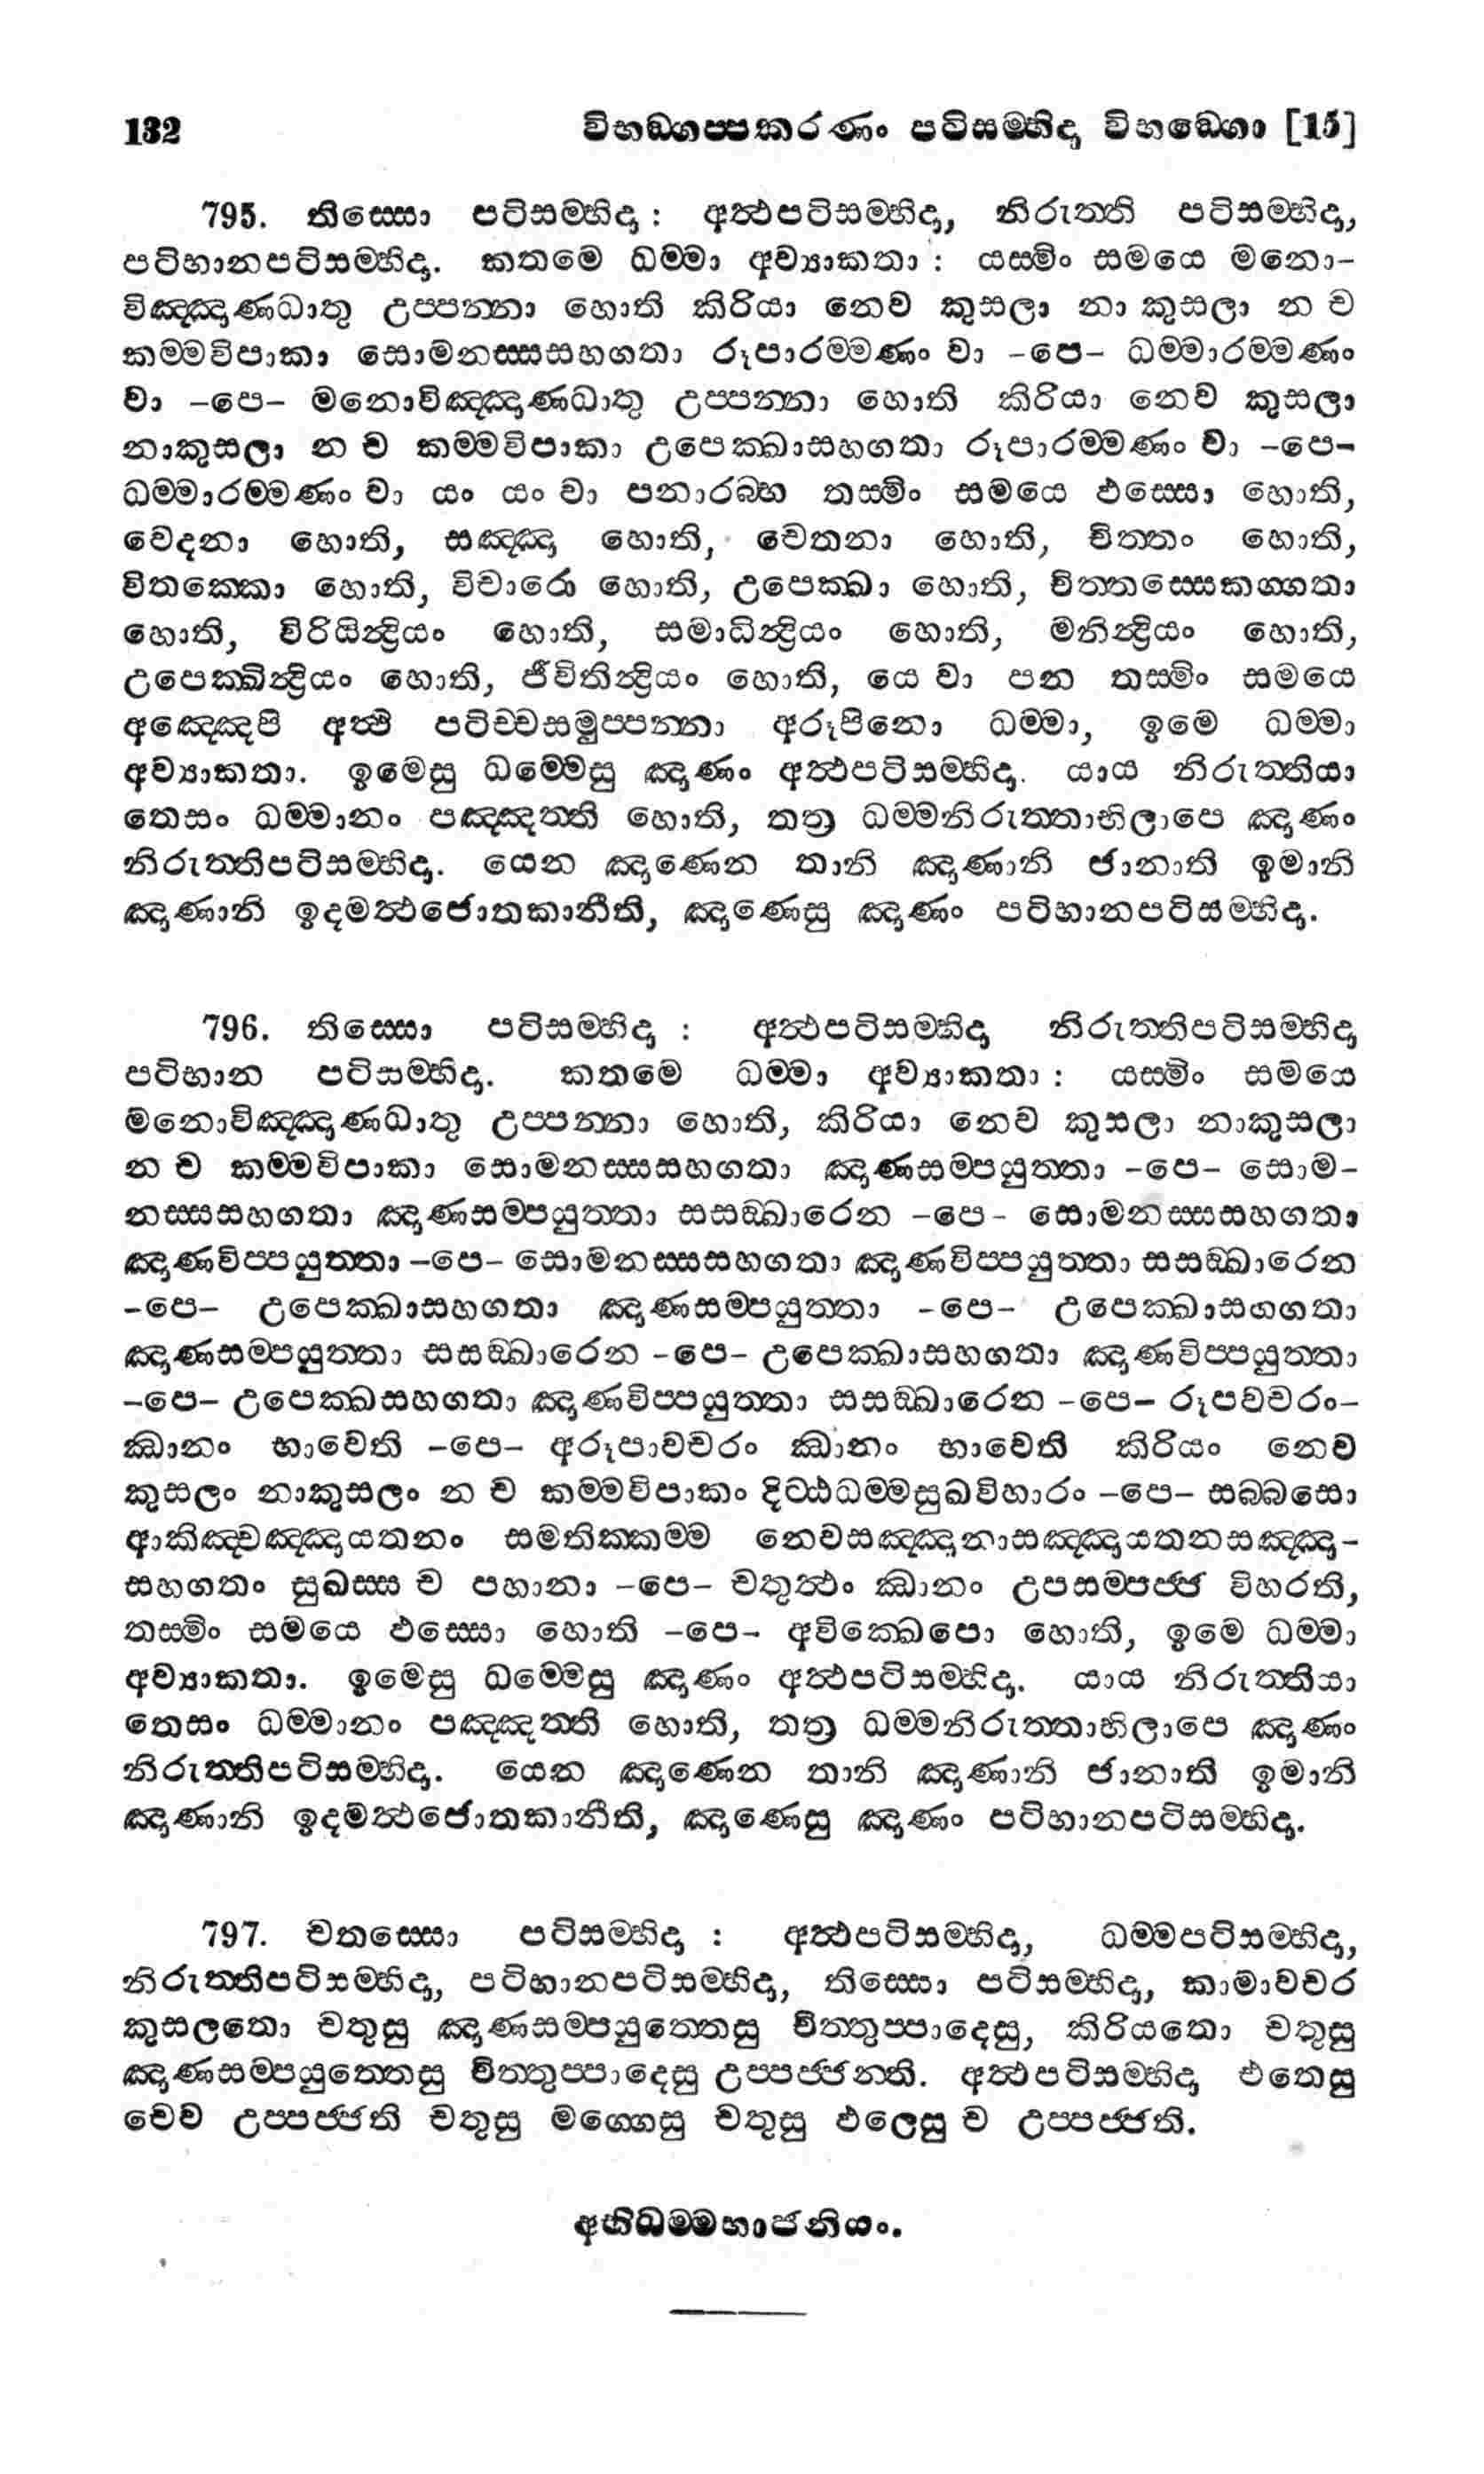 132 විභඞ්ගප්පකරණං පටිසම්භිදා විභඞ්ගො [15]
795. තිස්සො පටිසම්භිදා : අත්ථපටිසම්භිදා, නිරුත්ති පටිසම්භිදා,
පටිභානපටිසම්භිදා. කතමෙ ධම්මා අව්‍යාකතා : යස්මිං සමයෙ මනො-
විඤ්ඤාණධාතු උප්පන්නා හොති කිරියා නෙව කුසලා නා කුසලා න ච
කම්මවිපාකා සොමනස්සසහගතා රූපාරම්මණං වා -පෙ- ධම්මාරම්මණං
වා -පෙ- මනොවිඤ්ඤාණධාතු උප්පන්නා හොති කිරියා නෙව කුසලා
නාකුසලා න ච කම්මවිපාකා උපෙක්ඛාසහගතා රූපාරම්මණං වා -පෙ-
ධම්මාරම්මණං වා යං යං වා පනාරබ්භ තස්මිං සමයෙ ඵස්සො හොති,
වෙදනා හොති, සඤ්ඤා හොති, චෙතනා හොති, චිත්තං හොති,
විතක්කො හොති, විචාරො හොති, උපෙක්ඛා හොති, චිත්තස්සෙකග්ගතා
හොති, විරියින්ද්‍රියං හොති, සමාධින්ද්‍රියං හොති, මනින්ද්‍රියං හොති,
උපෙක්ඛින්ද්‍රියං හොති, ජීවිතින්ද්‍රියං හොති, යෙ වා පන තස්මිං සමයෙ
අඤ්ඤෙපි අත්ථි පටිච්චසමුප්පන්නා අරූපිනො ධම්මා, ඉමෙ ධම්මා
අව්‍යාකතා. ඉමෙසු ධම්මෙසු ඤාණං අත්ථපටිසම්භිදා. යාය නිරුත්තියා
තෙසං ධම්මානං පඤ්ඤත්ති හොති, තත්‍ර ධම්මනිරුත්තාභිලාපෙ ඤාණං
නිරුත්තිපටිසම්භිදා. යෙන ඤාණෙන තානි ඤාණානි ජානාති ඉමානි
ඤාණානි ඉදමත්ථජොතකානීති, ඤාණෙසු ඤාණං පටිභානපටිසම්භිදා.
796. තිස්සො පටිසම්භිදා : අත්ථපටිසම්භිදා නිරුත්තිපටිසම්භිදා
පටිභාන පටිසම්භිදා. කතමෙ ධම්මා අව්‍යාකතා : යස්මිං සමයෙ
මනොවිඤ්ඤාණධාතු උප්පන්නා හොති, කිරියා නෙව කුසලා නාකුසලා
න ච කම්මවිපාකා සොමනස්සසහගතා ඤාණසම්පයුත්තා -පෙ- සොම-
නස්සසහගතා ඤාණසම්පයුත්තා සසඞ්ඛාරෙන -පෙ- සොමනස්සසහගතා
ඤාණවිප්පයුත්තා -පෙ- සොමනස්සසහගතා ඤාණවිප්පයුත්තා සසඞ්ඛාරෙන
-පෙ- උපෙක්ඛාසහගතා ඤාණසම්පයුත්තා -පෙ- උපෙක්ඛාසගගතා
ඤාණසම්පයුත්තා සසඞ්ඛාරෙන -පෙ- උපෙක්ඛාසහගතා ඤාණවිප්පයුත්තා
-පෙ- උපෙක්ඛසහගතා ඤාණවිප්පයුත්තා සසඞ්ඛාරෙන -පෙ- රූපවචරං-
ඣානං භාවෙති -පෙ- අරූපාවචරං ඣානං භාවෙති කිරියං නෙව
කුසලං නාකුසලං න ච කම්මවිපාකං දිට්ඨධම්මසුඛවිහාරං -පෙ- සබ්බසො
ආකිඤ්චඤ්ඤායතනං සමතික්කම්ම නෙවසඤ්ඤානාසඤ්ඤායතනසඤ්ඤා-
සහගතං සුඛස්ස ච පහානා -පෙ- චතුත්ථං ඣානං උපසම්පජ්ජ විහරති,
තස්මිං සමයෙ ඵස්සො හොති -පෙ- අවික්ඛෙපො හොති, ඉමෙ ධම්මා
අව්‍යාකතා. ඉමෙසු ධම්මෙසු ඤාණං අත්ථපටිසම්භිදා. යාය නිරුත්තියා
තෙසං ධම්මානං පඤ්ඤත්ති හොති, තත්‍ර ධම්මනිරුත්තාභිලාපෙ ඤාණං
නිරුත්තිපටිසම්භිදා. යෙන ඤාණෙන තානි ඤාණානි ජානාති ඉමානි
ඤාණානි ඉදමත්ථජොතකානීති, ඤාණෙසු ඤාණං පටිභානපටිසම්භිදා.
797. චතස්සො පටිසම්භිදා : අත්ථපටිසම්භිදා, ධම්මපටිසම්භිදා,
නිරුත්තිපටිසම්භිදා, පටිභානපටිසම්භිදා, තිස්සො පටිසම්භිදා, කාමාවචර
කුසලතො චතුසු ඤාණසම්පයුත්තෙසු චිත්තුප්පාදෙසු, කිරියතො චතුසු
ඤාණසම්පයුත්තෙසු චිත්තුප්පාදෙසු උප්පජ්ජන්ති. අත්ථපටිසම්භිදා එතෙසු
චෙව උප්පජ්ජති චතුසු මග්ගෙසු චතුසු ඵලෙසු ච උප්පජ්ජති.
අභිධම්මභාජනියං.